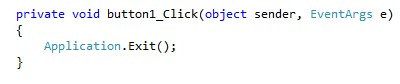 private void button1_Click(object sender, EventArgs e)
{
    Application.Exit();
}